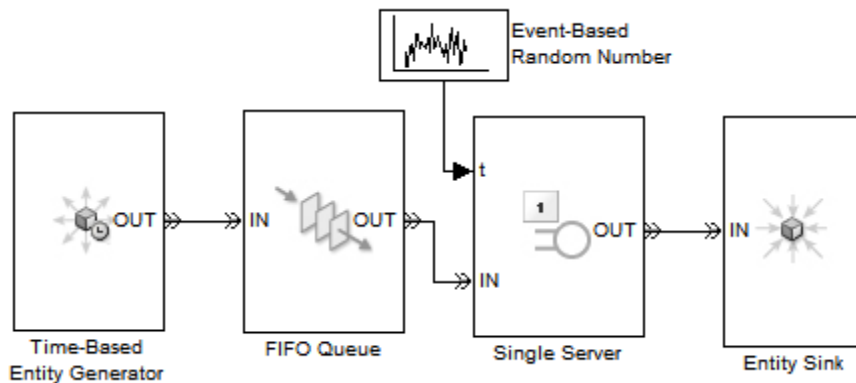 Event-Based
Random Number
t
1
OUT
IN
OUT
OUT
IN
IN
Time-Based
Entity Generator
FIFO Queue
Single Server
Entity Sink